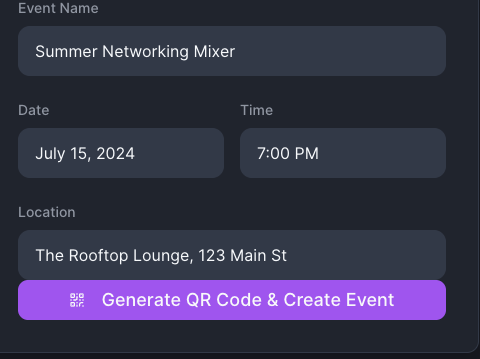 Event Name
Summer Networking Mixer
Date
Time
July 15, 2024
7:00 PM
Location
The Rooftop Lounge, 123 Main St
Generate QR Code & Create Event